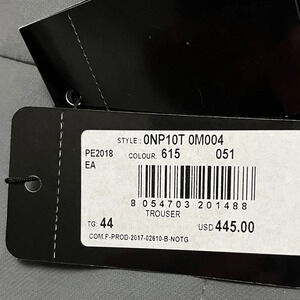 STYLE: 0NP10T 0M004
PE2018 COLOUR: 615 051
EA
8 054703 201488
TROUSER
TG: 44 USD 445.00
COM.F-PROD-2017-02610-B-NOTG